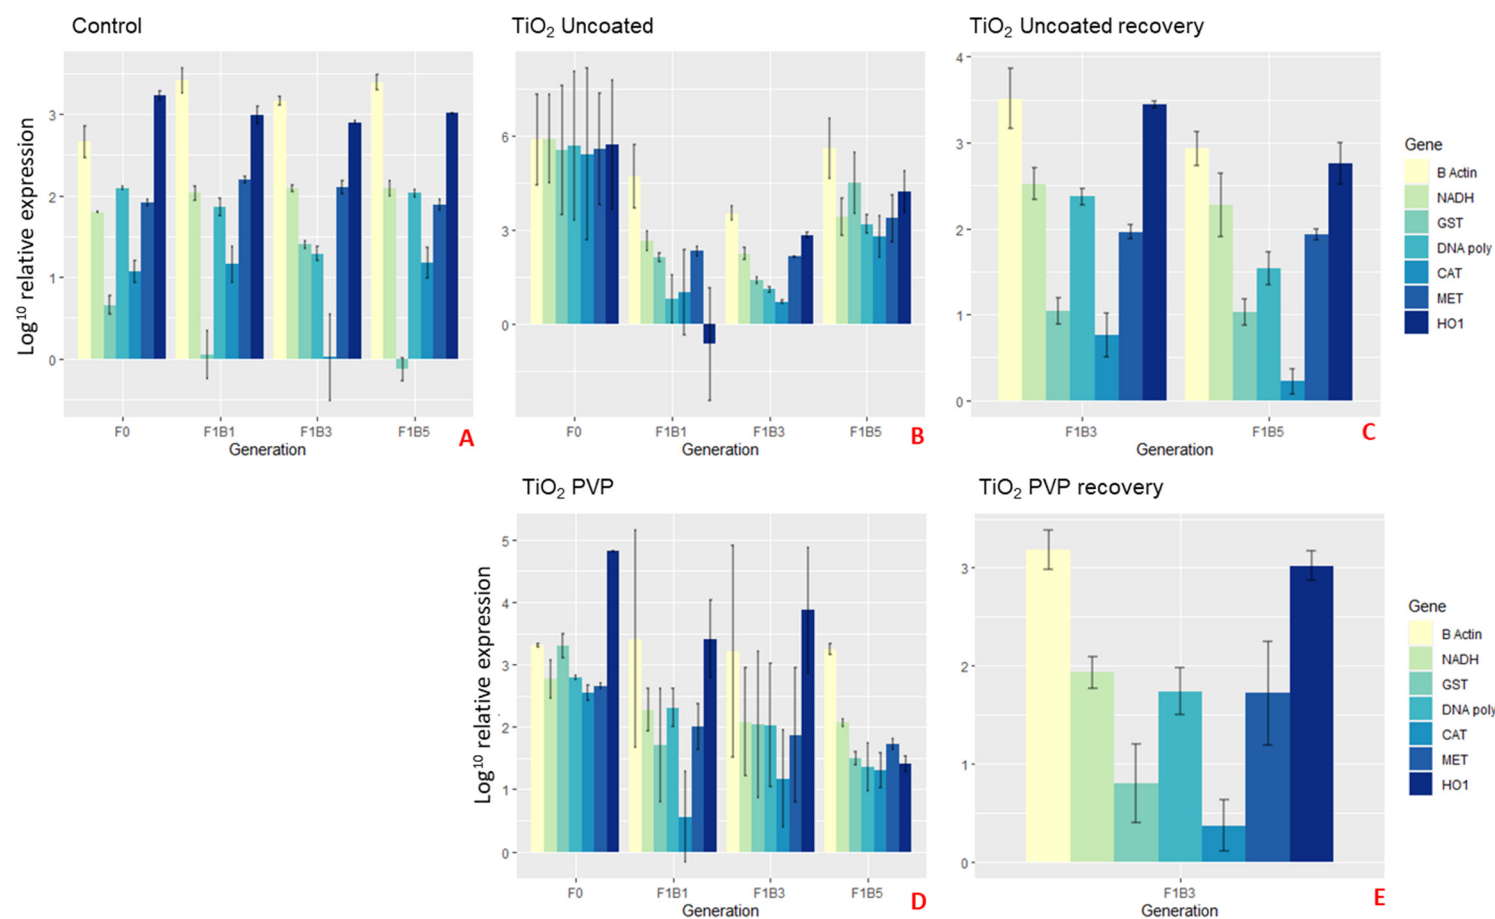 Control
TiO₂ Uncoated
TiO₂ Uncoated recovery
Log¹⁰ relative expression
3
2
1
0
F0 F1B1 F1B3 F1B5
Generation
A
6
3
0
F0 F1B1 F1B3 F1B5
Generation
B
4
3
2
1
0
F1B3 F1B5
Generation
C
Gene
B Actin
NADH
GST
DNA poly
CAT
MET
HO1
TiO₂ PVP
TiO₂ PVP recovery
Log¹⁰ relative expression
5
4
3
2
1
0
F0 F1B1 F1B3 F1B5
Generation
D
3
2
1
0
F1B3
Generation
E
Gene
B Actin
NADH
GST
DNA poly
CAT
MET
HO1